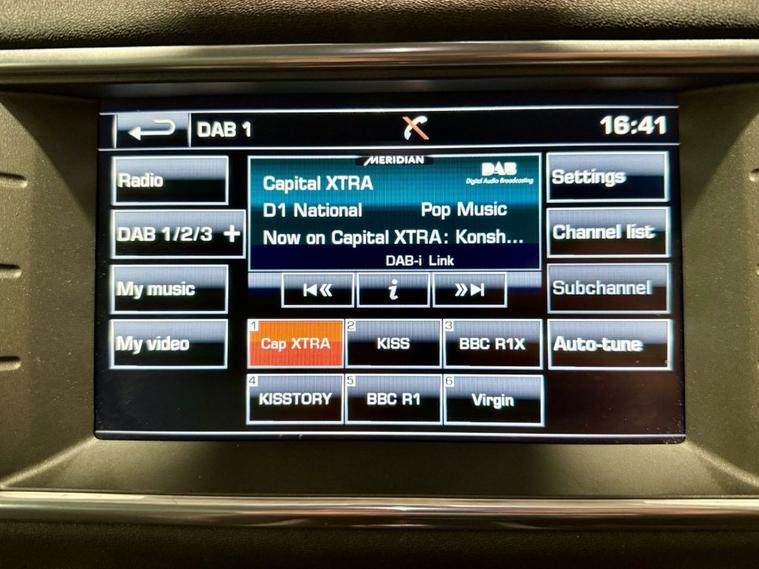 DAB 1
16:41
MERIDIAN
DAB
Digital Audio Broadcasting
Capital XTRA
D1 National Pop Music
Now on Capital XTRA: Konsh...
DAB-i Link
Radio
DAB 1/2/3 +
My music
My video
Settings
Channel list
Subchannel
Auto-tune
i
1 Cap XTRA
2 KISS
3 BBC R1X
4 KISSTORY
5 BBC R1
6 Virgin